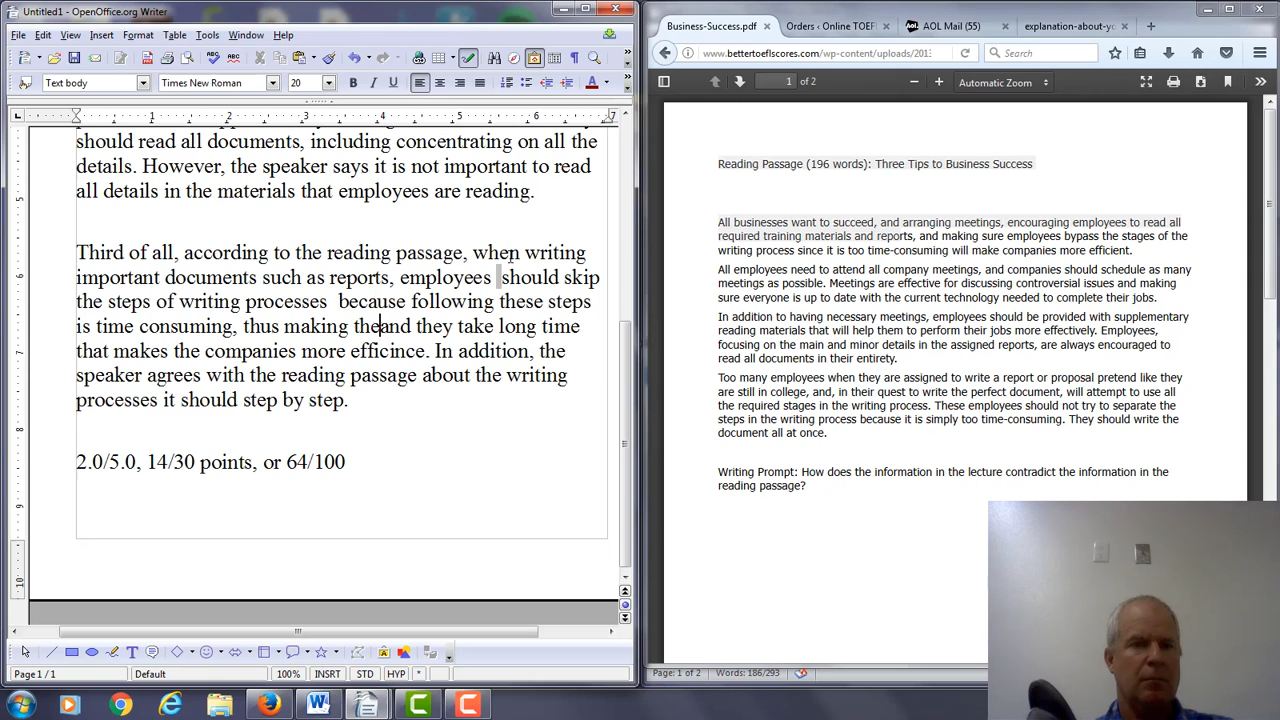 Untitled1 - OpenOffice.org Writer
File Edit View Insert Format Table Tools Window Help
Text body Times New Roman 20
1 2 3 4 5 6 7
should read all documents, including concentrating on all the
details. However, the speaker says it is not important to read
all details in the materials that employees are reading.
Third of all, according to the reading passage, when writing
important documents such as reports, employees should skip
the steps of writing processes because following these steps
is time consuming, thus making theand they take long time
that makes the companies more efficince. In addition, the
speaker agrees with the reading passage about the writing
processes it should step by step.
2.0/5.0, 14/30 points, or 64/100
Page 1 / 1 Default 100% INSRT STD HYP * Words: 186/293
Business-Success.pdf Orders ‹ Online TOEFL AOL Mail (55) explanation-about-yo
www.bettertoeflscores.com/wp-content/uploads/2013 Search
1 of 2 Automatic Zoom
Reading Passage (196 words): Three Tips to Business Success
All businesses want to succeed, and arranging meetings, encouraging employees to read all
required training materials and reports, and making sure employees bypass the stages of the
writing process since it is too time-consuming will make companies more efficient.
All employees need to attend all company meetings, and companies should schedule as many
meetings as possible. Meetings are effective for discussing controversial issues and making
sure everyone is up to date with the current technology needed to complete their jobs.
In addition to having necessary meetings, employees should be provided with supplementary
reading materials that will help them to perform their jobs more effectively. Employees,
focusing on the main and minor details in the assigned reports, are always encouraged to
read all documents in their entirety.
Too many employees when they are assigned to write a report or proposal pretend like they
are still in college, and, in their quest to write the perfect document, will attempt to use all
the required stages in the writing process. These employees should not try to separate the
steps in the writing process because it is simply too time-consuming. They should write the
document all at once.
Writing Prompt: How does the information in the lecture contradict the information in the
reading passage?
Page: 1 of 2